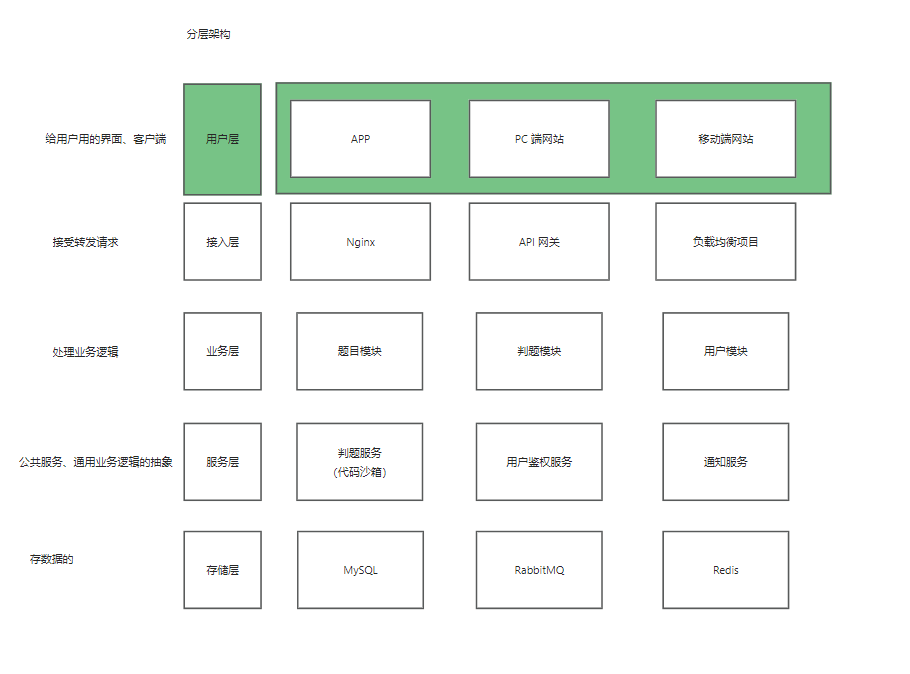 分层架构
给用户用的界面、客户端
用户层
APP
PC 端网站
移动端网站
接受转发请求
接入层
Nginx
API 网关
负载均衡项目
处理业务逻辑
业务层
题目模块
判题模块
用户模块
公共服务、通用业务逻辑的抽象
服务层
判题服务
（代码沙箱）
用户鉴权服务
通知服务
存数据的
存储层
MySQL
RabbitMQ
Redis